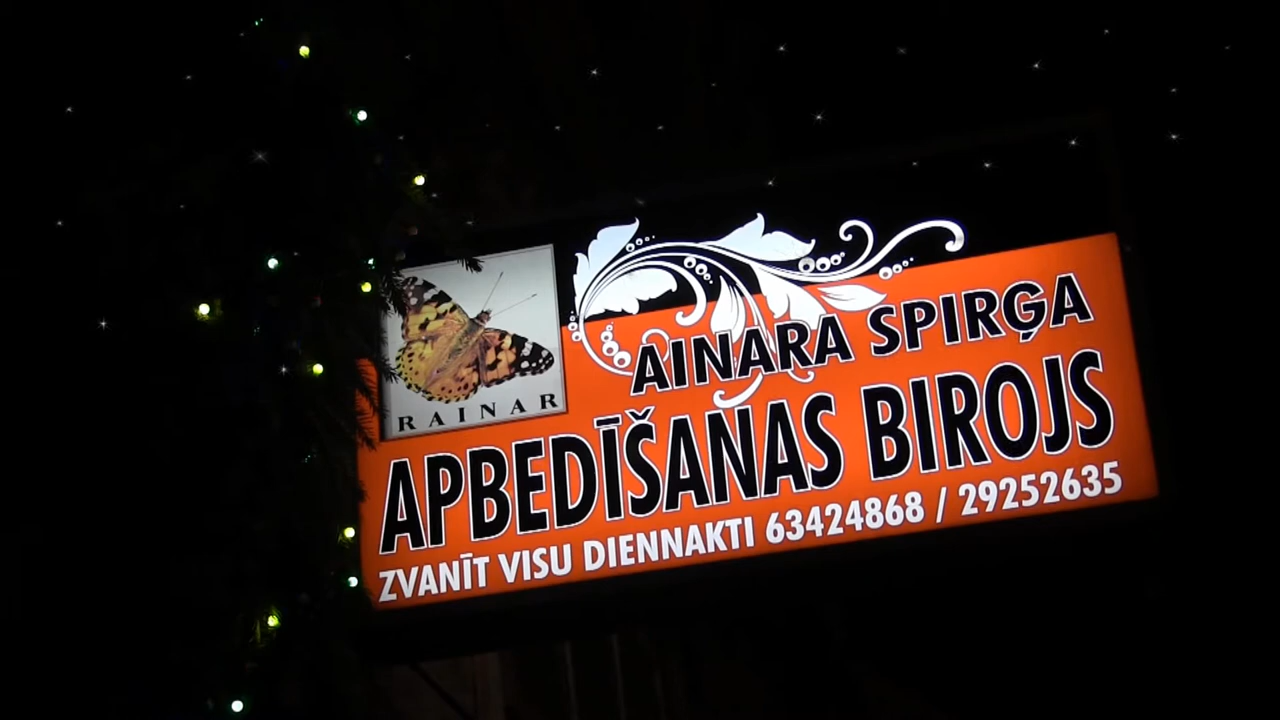 RAINAR
AINARA SPIRĢA
APBEDĪŠANAS BIROJS
ZVANĪT VISU DIENNAKTI 63424868 / 29252635